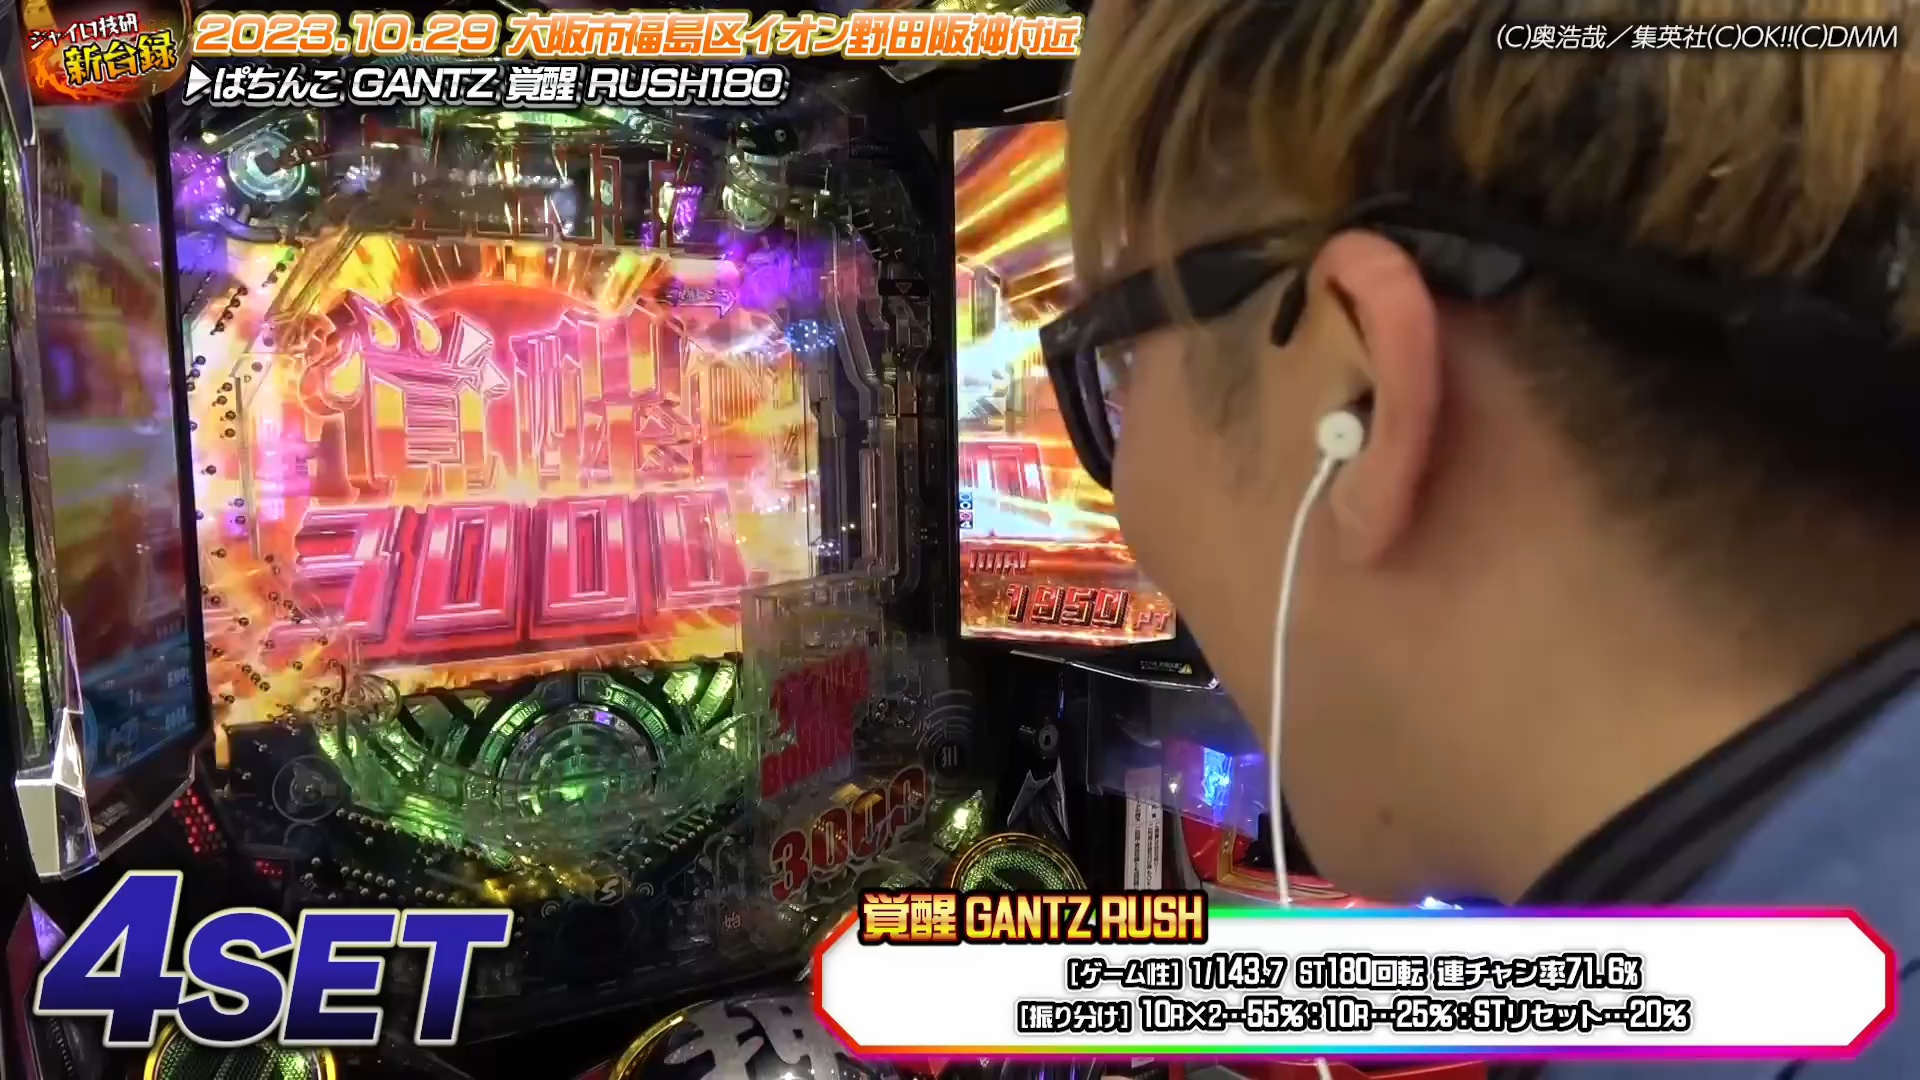 ジャイロ技研
新台録
2023.10.29 大阪市福島区イオン野田阪神付近
▶ぱちんこ GANTZ 覚醒 RUSH180
(C)奥浩哉／集英社(C)OK!!(C)DMM
覚醒
3000
TOTAL
1950 PT
BONUS
3000
4SET
覚醒 GANTZ RUSH
[ゲーム性] 1/143.7 ST180回転 連チャン率71.6%
[振り分け] 10R×2…55%：10R…25%：STリセット…20%